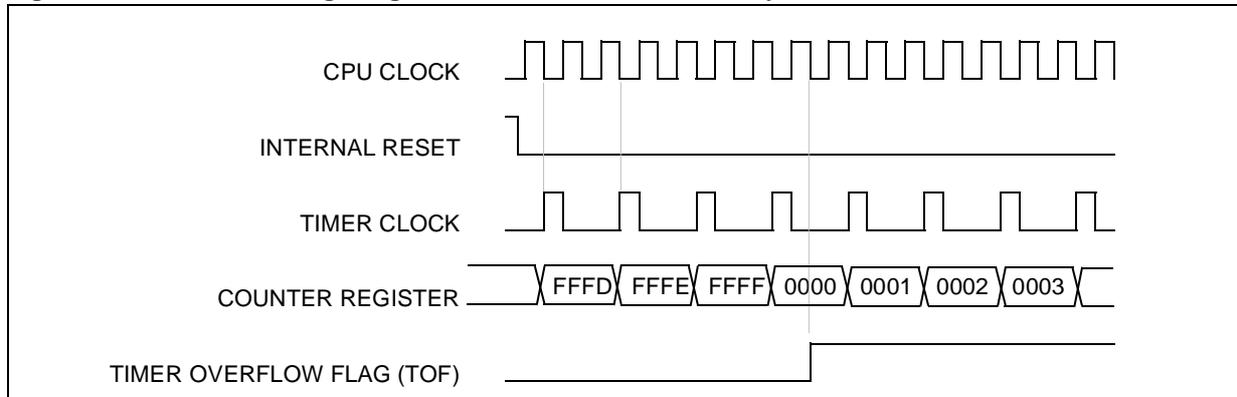 CPU CLOCK
INTERNAL RESET
TIMER CLOCK
COUNTER REGISTER FFFD FFFE FFFF 0000 0001 0002 0003
TIMER OVERFLOW FLAG (TOF)